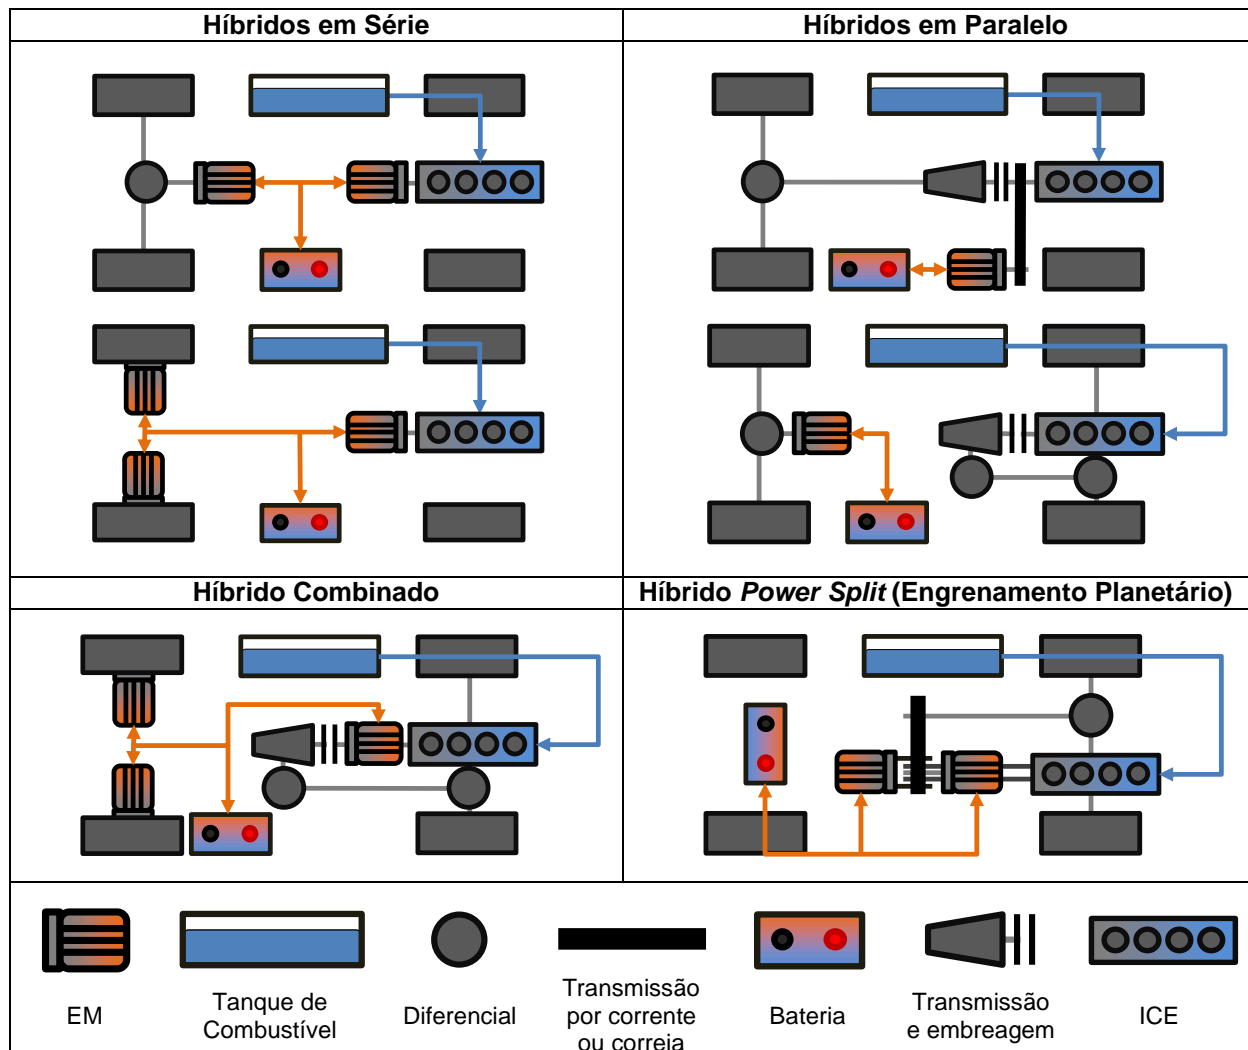 Híbridos em Série
Híbridos em Paralelo
Híbrido Combinado
Híbrido Power Split (Engrenamento Planetário)
EM
Tanque de
Combustível
Diferencial
Transmissão
por corrente
ou correia
Bateria
Transmissão
e embreagem
ICE